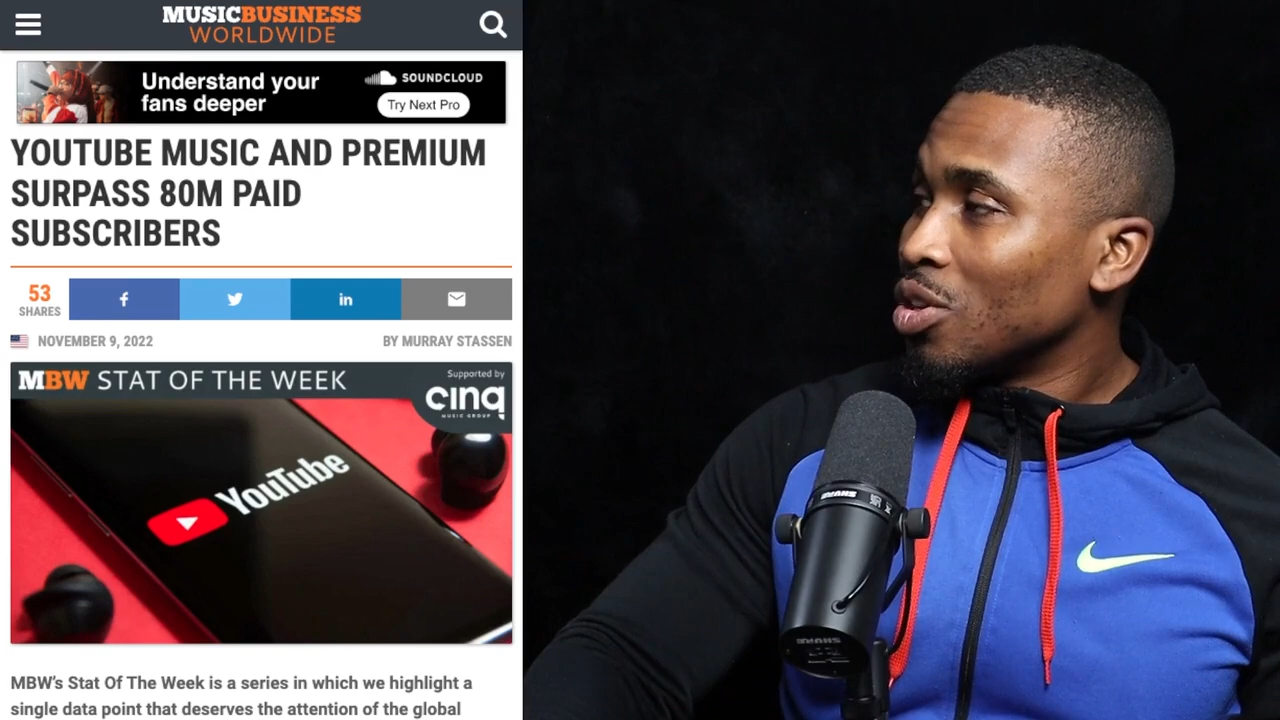 MUSICBUSINESS
WORLDWIDE
Understand your
fans deeper
SOUNDCLOUD
Try Next Pro
YOUTUBE MUSIC AND PREMIUM
SURPASS 80M PAID
SUBSCRIBERS
53
SHARES
NOVEMBER 9, 2022
BY MURRAY STASSEN
MBW STAT OF THE WEEK
Supported by
cinq
MUSIC GROUP
YouTube
MBW's Stat Of The Week is a series in which we highlight a
single data point that deserves the attention of the global
SHURE
SHURE